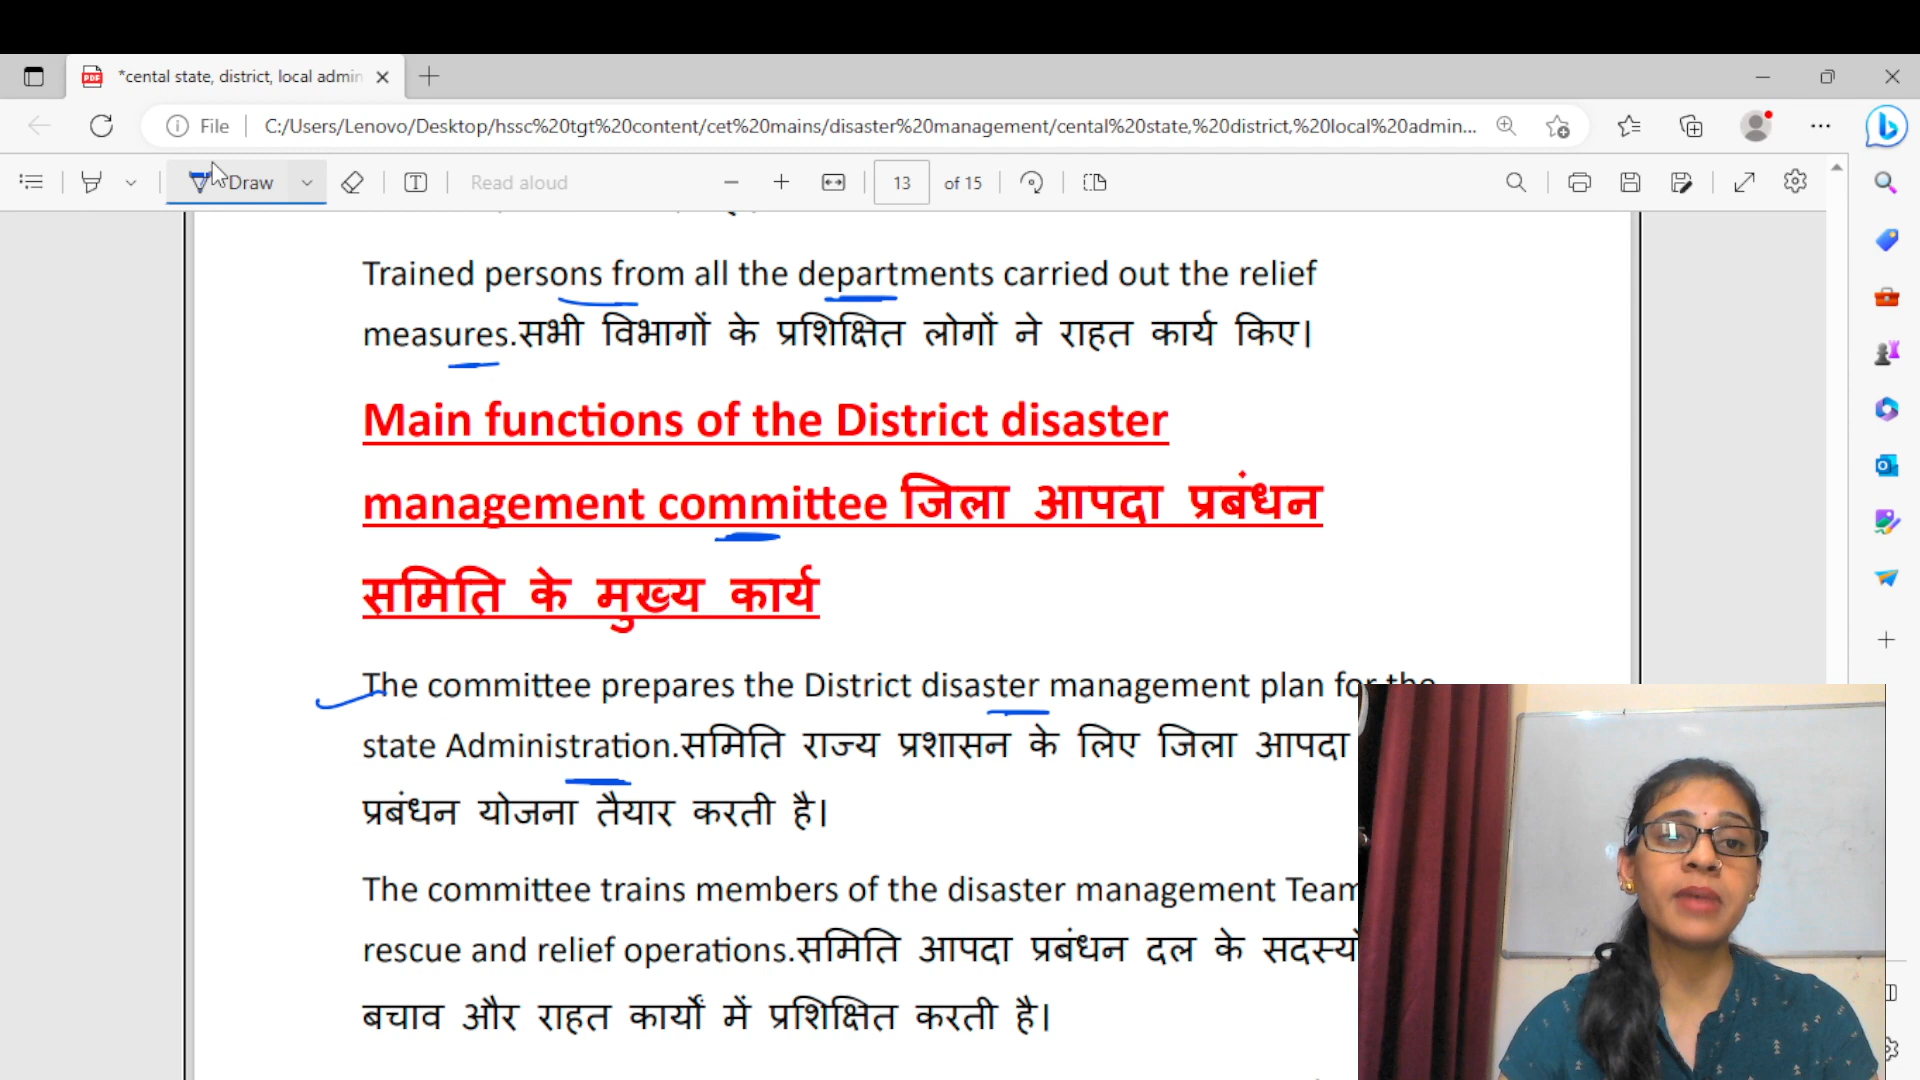 *cental state, district, local admin
File
C:/Users/Lenovo/Desktop/hssc%20tgt%20content/cet%20mains/disaster%20management/cental%20state,%20district,%20local%20admin...
Draw
Read aloud
13 of 15
Trained persons from all the departments carried out the relief
measures.सभी विभागों के प्रशिक्षित लोगों ने राहत कार्य किए।
Main functions of the District disaster
management committee जिला आपदा प्रबंधन
समिति के मुख्य कार्य
The committee prepares the District disaster management plan for the
state Administration.समिति राज्य प्रशासन के लिए जिला आपदा
प्रबंधन योजना तैयार करती है।
The committee trains members of the disaster management Team
rescue and relief operations.समिति आपदा प्रबंधन दल के
बचाव और राहत कार्यों में प्रशिक्षित करती है।